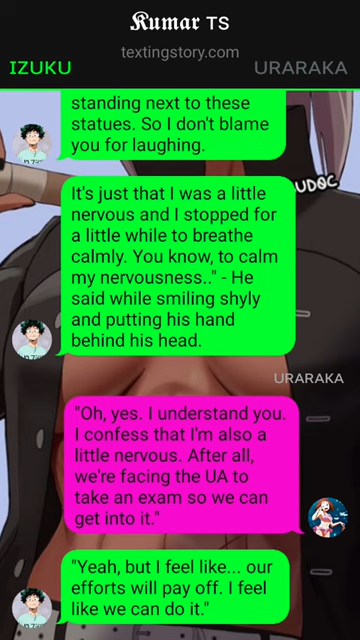 Kumar TS
textingstory.com
IZUKU
URARAKA
standing next to these
statues. So I don't blame
you for laughing.
UDOC
It's just that I was a little
nervous and I stopped for
a little while to breathe
calmly. You know, to calm
my nervousness.." - He
said while smiling shyly
and putting his hand
behind his head.
URARAKA
"Oh, yes. I understand you.
I confess that I'm also a
little nervous. After all,
we're facing the UA to
take an exam so we can
get into it."
"Yeah, but I feel like... our
efforts will pay off. I feel
like we can do it."